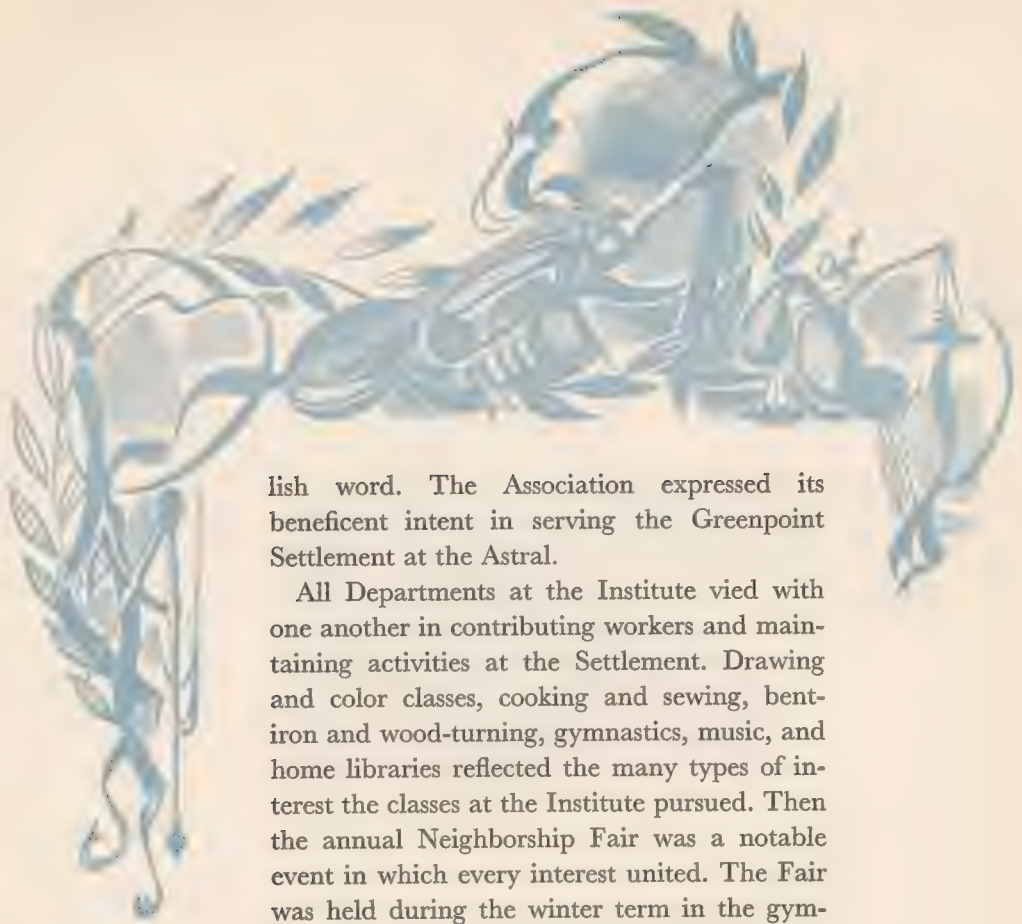 lish word. The Association expressed its
beneficent intent in serving the Greenpoint
Settlement at the Astral.
All Departments at the Institute vied with
one another in contributing workers and main-
taining activities at the Settlement. Drawing
and color classes, cooking and sewing, bent-
iron and wood-turning, gymnastics, music, and
home libraries reflected the many types of in-
terest the classes at the Institute pursued. Then
the annual Neighborship Fair was a notable
event in which every interest united. The Fair
was held during the winter term in the gym-